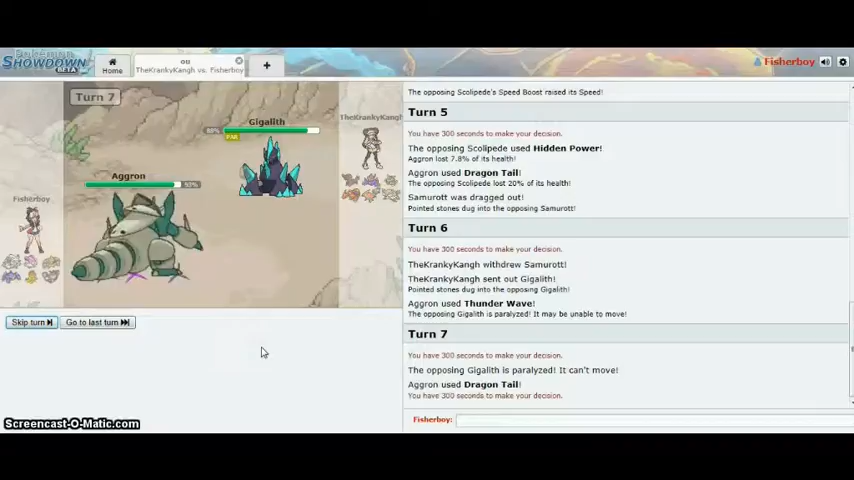 Pokémon
SHOWDOWN
BETA
Home
ou
TheKrankyKangh vs. Fisherboy
+
Fisherboy
Turn 7
Gigalith
PAR
Aggron
93%
TheKrankyKangh
Fisherboy
Skip turn
Go to last turn
The opposing Scolipede's Speed Boost raised its Speed!
Turn 5
You have 300 seconds to make your decision.
The opposing Scolipede used Hidden Power!
Aggron lost 7.8% of its health!
Aggron used Dragon Tail!
The opposing Scolipede lost 20% of its health!
Samurott was dragged out!
Pointed stones dug into the opposing Samurott!
Turn 6
You have 300 seconds to make your decision.
TheKrankyKangh withdrew Samurott!
TheKrankyKangh sent out Gigalith!
Pointed stones dug into the opposing Gigalith!
Aggron used Thunder Wave!
The opposing Gigalith is paralyzed! It may be unable to move!
Turn 7
You have 300 seconds to make your decision.
The opposing Gigalith is paralyzed! It can't move!
Aggron used Dragon Tail!
You have 300 seconds to make your decision.
Fisherboy:
Screencast-O-Matic.com